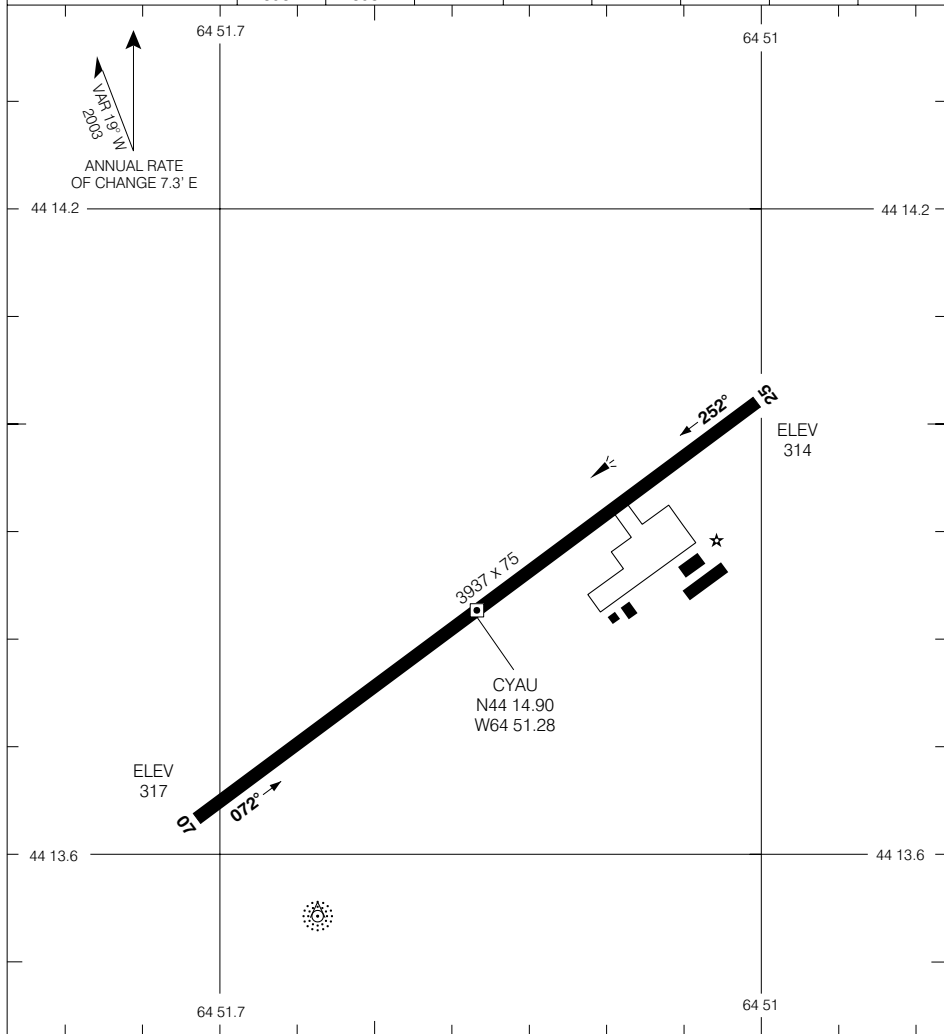 64 51.7
64 51
VAR 19° W
2003
ANNUAL RATE
OF CHANGE 7.3' E
44 14.2
44 14.2
25
252°
ELEV
314
3937 x 75
CYAU
N44 14.90
W64 51.28
ELEV
317
072°
07
44 13.6
44 13.6
64 51.7
64 51